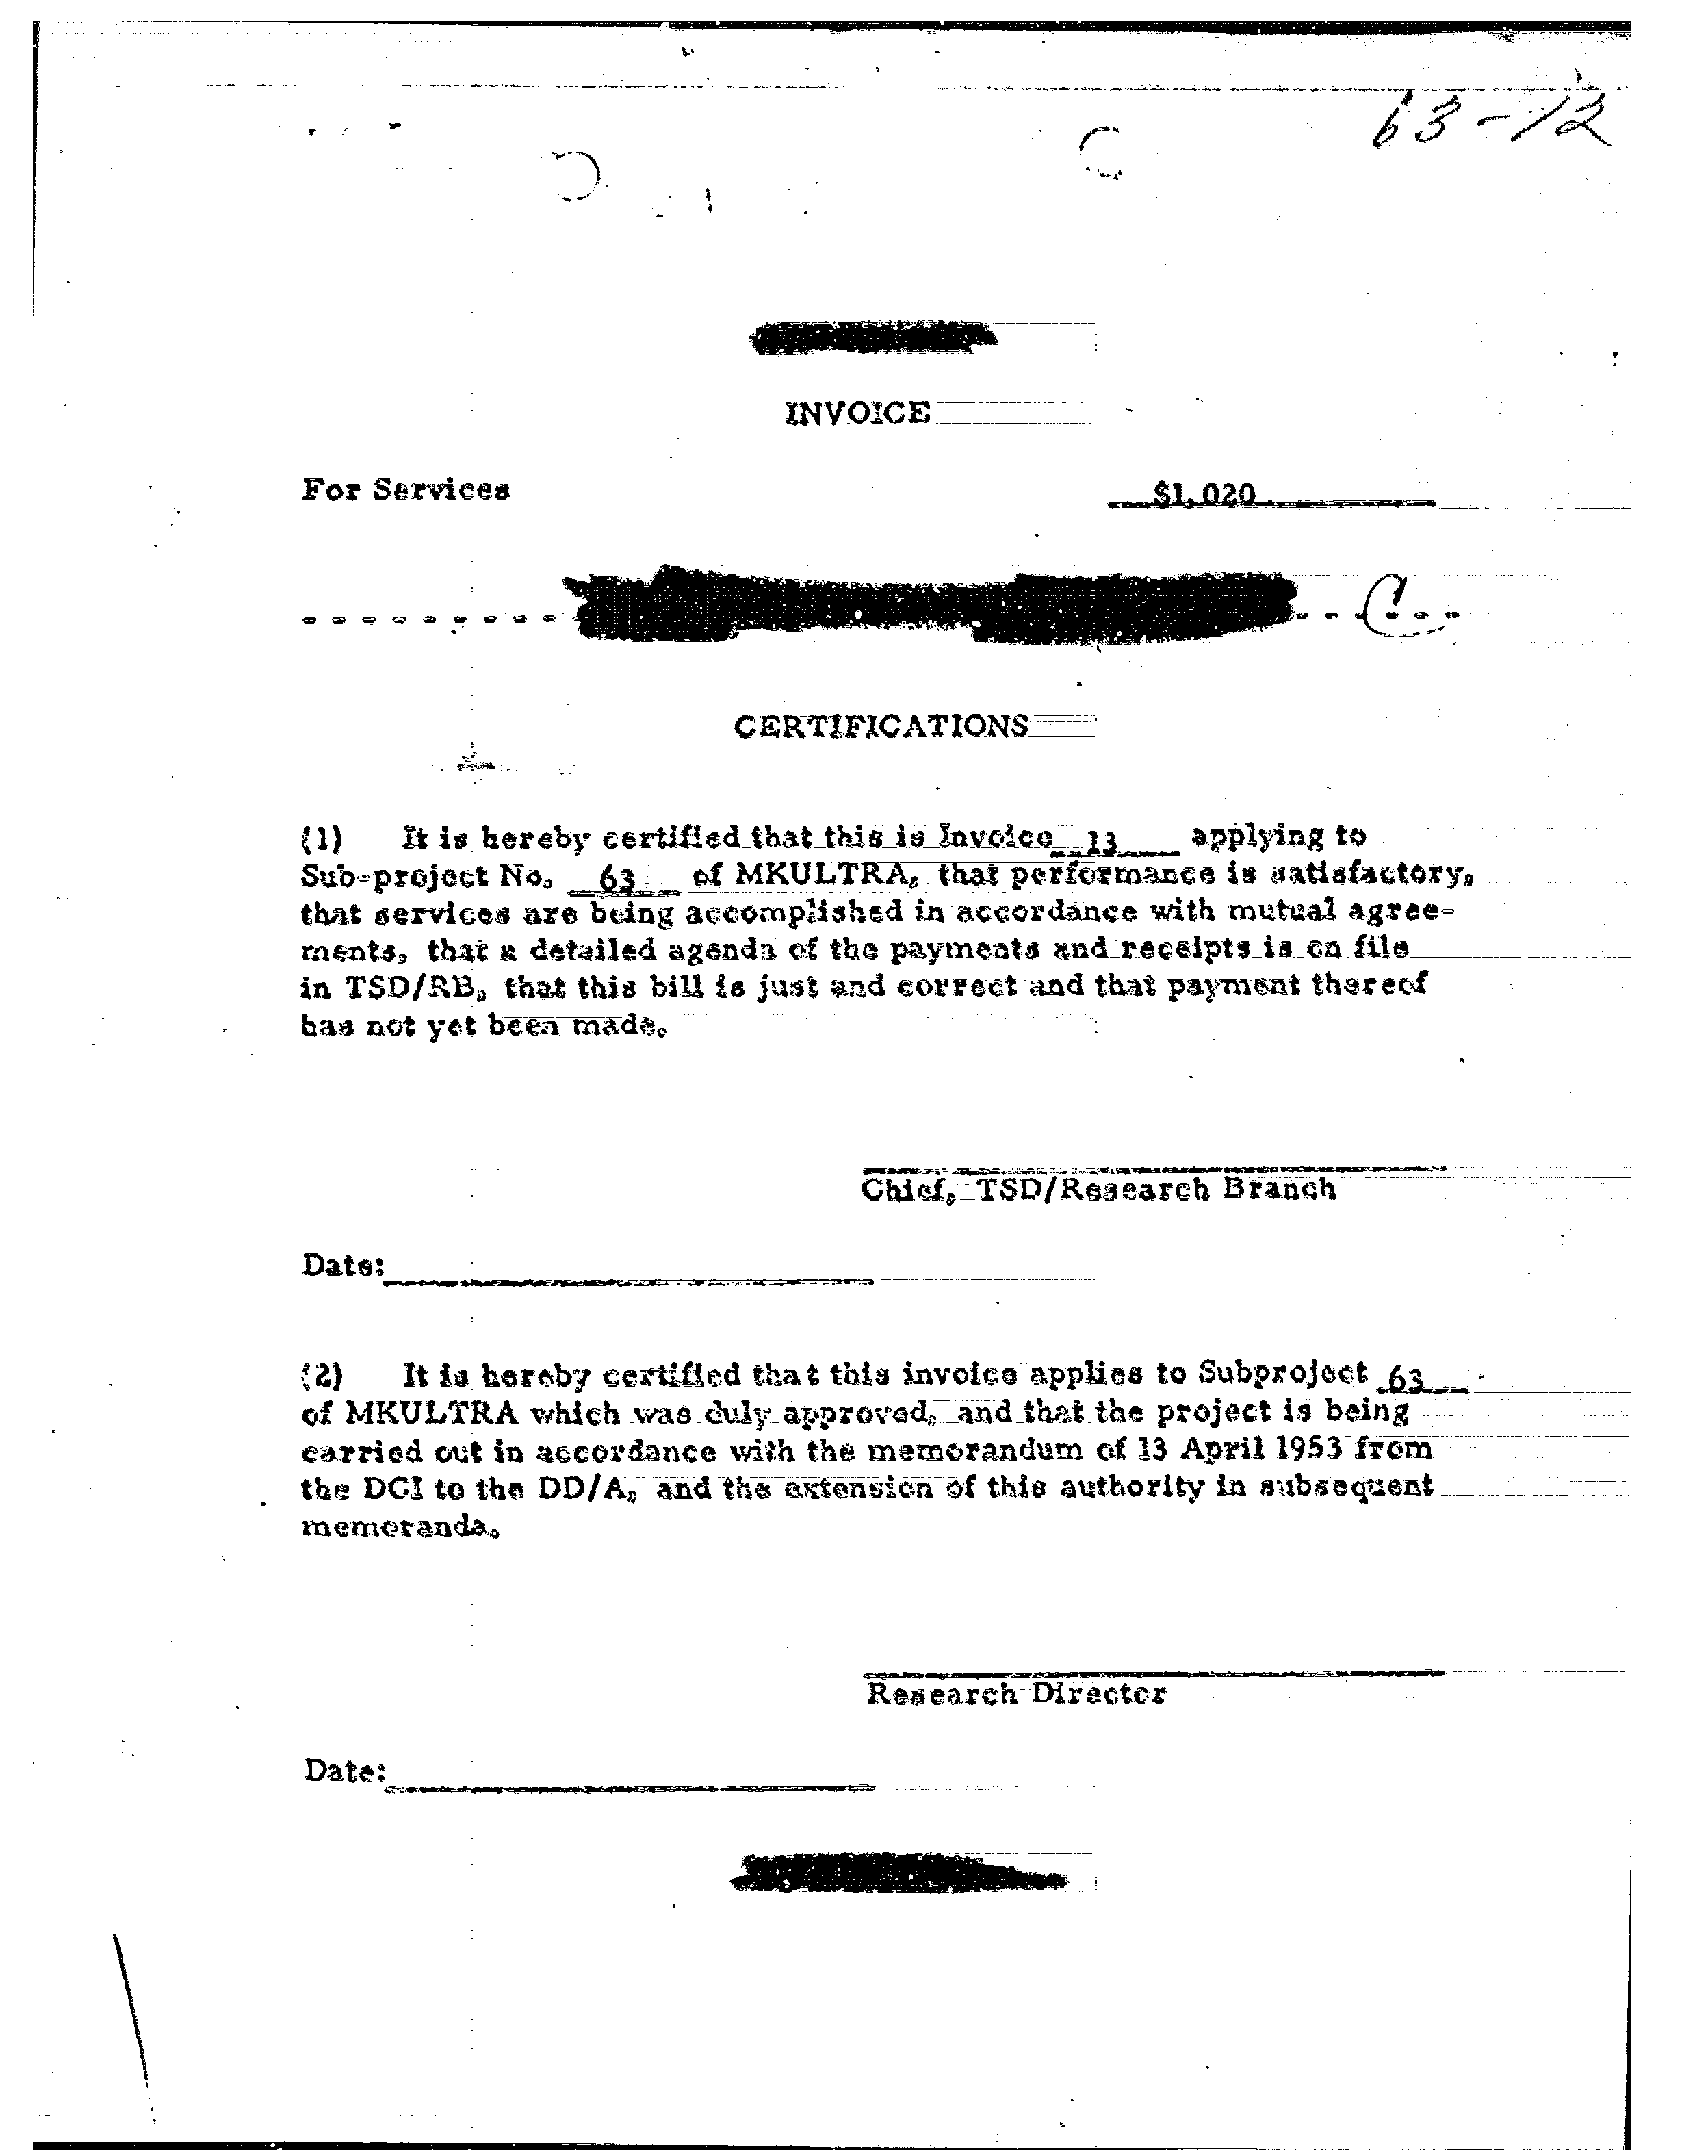 63-12
INVOICE
For Services $1,020
- - - - - - - - - - - - C - - -
CERTIFICATIONS
(1) It is hereby certified that this is Invoice 13 applying to
Sub-project No. 63 of MKULTRA, that performance is satisfactory,
that services are being accomplished in accordance with mutual agree-
ments, that a detailed agenda of the payments and receipts is on file
in TSD/RB, that this bill is just and correct and that payment thereof
has not yet been made.
Chief, TSD/Research Branch
Date:
(2) It is hereby certified that this invoice applies to Subproject 63
of MKULTRA which was duly approved, and that the project is being
carried out in accordance with the memorandum of 13 April 1953 from
the DCI to the DD/A, and the extension of this authority in subsequent
memoranda.
Research Director
Date: